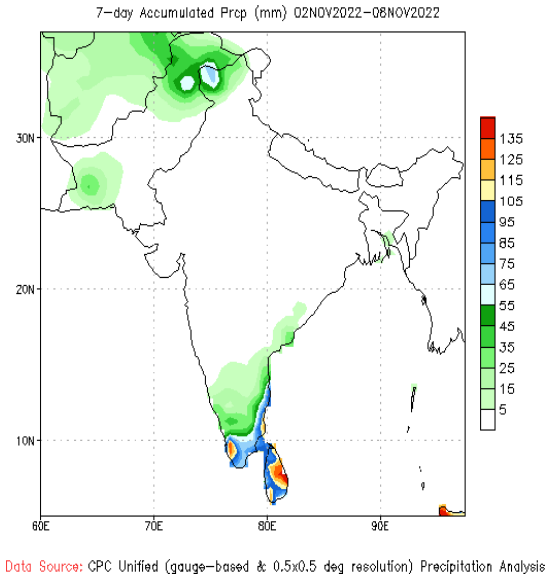 7-day Accumulated Prcp (mm) 02NOV2022-08NOV2022
30N
20N
10N
60E 70E 80E 90E
135
125
115
105
95
85
75
65
55
45
35
25
15
5
Data Source: CPC Unified (gauge-based & 0.5x0.5 deg resolution) Precipitation Analysis